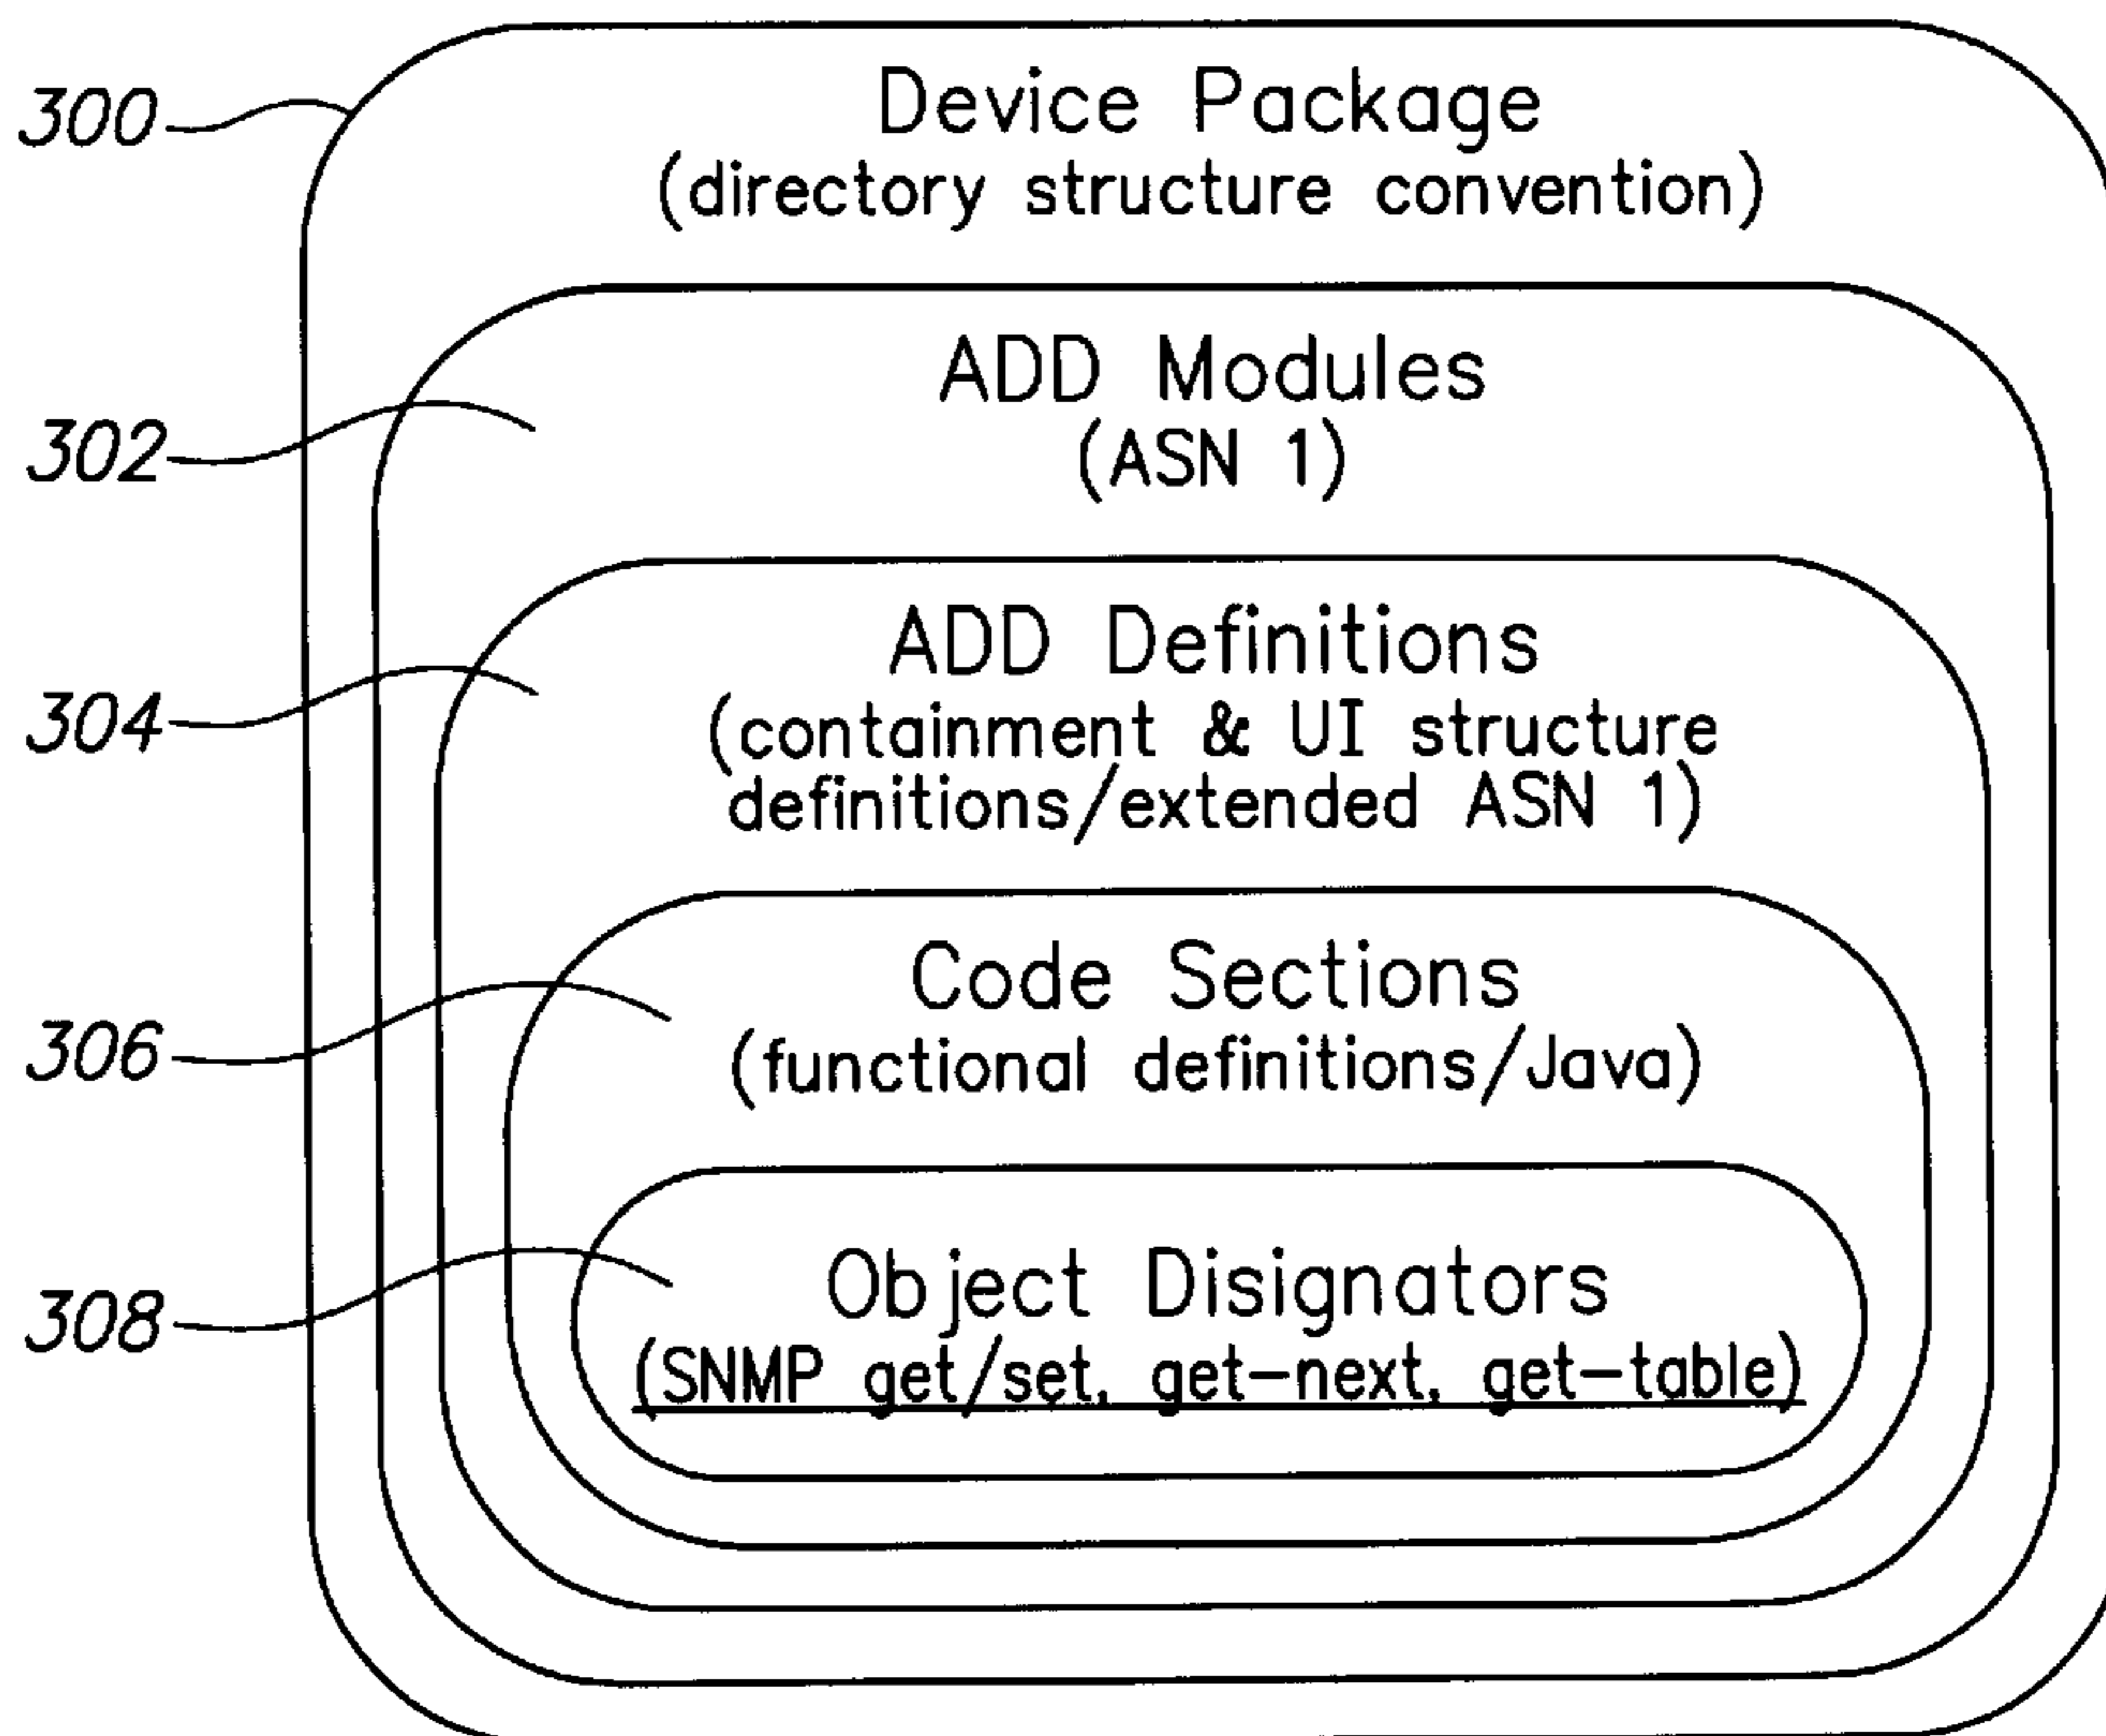 300
Device Package
(directory structure convention)
302
ADD Modules
(ASN 1)
304
ADD Definitions
(containment & UI structure
definitions/extended ASN 1)
306
Code Sections
(functional definitions/Java)
308
Object Disignators
(SNMP get/set, get-next, get-table)